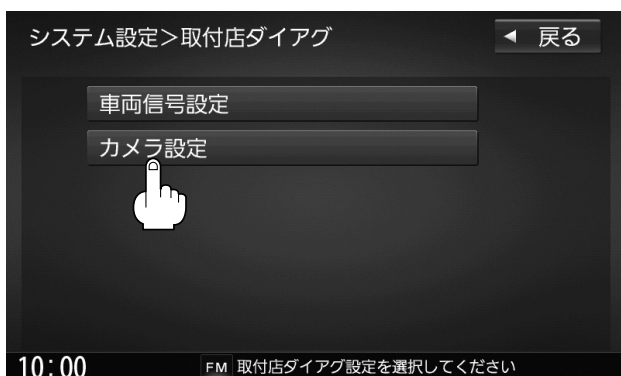 システム設定＞取付店ダイアグ
◀ 戻る
車両信号設定
カメラ設定
10:00 FM 取付店ダイアグ設定を選択してください